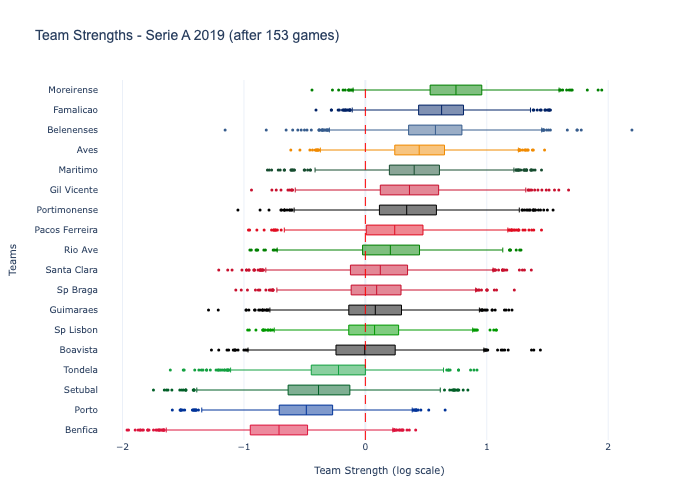 Team Strengths - Serie A 2019 (after 153 games)
Moreirense
Famalicao
Belenenses
Aves
Maritimo
Gil Vicente
Portimonense
Pacos Ferreira
Rio Ave
Santa Clara
Sp Braga
Guimaraes
Sp Lisbon
Boavista
Tondela
Setubal
Porto
Benfica
Teams
−2 −1 0 1 2
Team Strength (log scale)